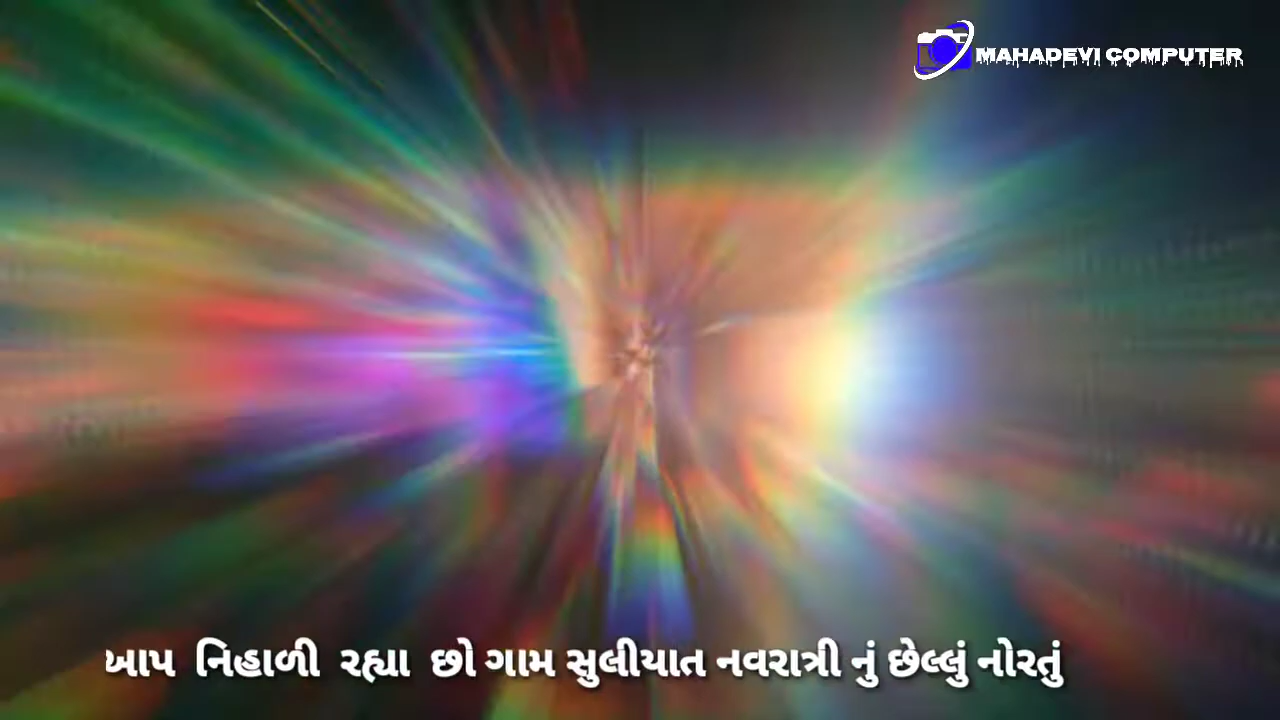 MAHADEVI COMPUTER
આપ નિહાળી રહ્યા છો ગામ સુલીયાત નવરાત્રી નું છેલ્લું નોરતું